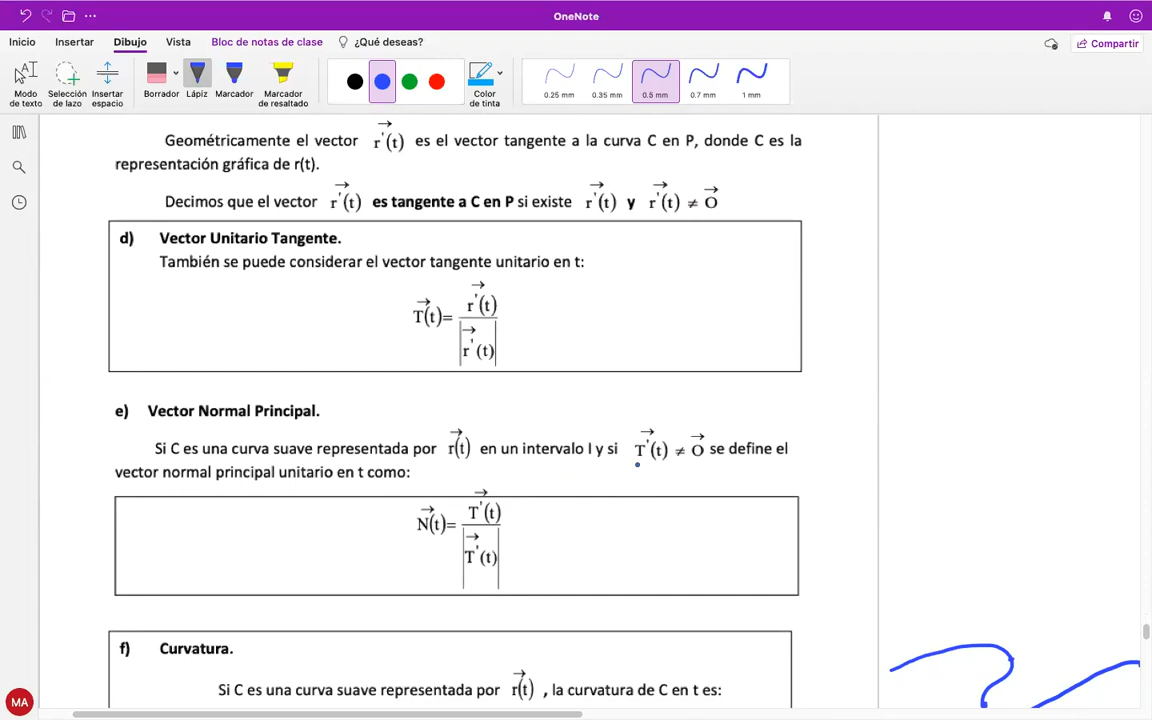 OneNote
Inicio Insertar Dibujo Vista Bloc de notas de clase ¿Qué deseas? Compartir
Modo de texto Selección de lazo Insertar espacio Borrador Lápiz Marcador Marcador de resaltado Color de tinta 0.25 mm 0.35 mm 0.5 mm 0.7 mm 1 mm
Geométricamente el vector r⃗'(t) es el vector tangente a la curva C en P, donde C es la
representación gráfica de r(t).
Decimos que el vector r⃗'(t) es tangente a C en P si existe r⃗'(t) y r⃗'(t) ≠ O⃗
d) Vector Unitario Tangente.
También se puede considerar el vector tangente unitario en t:
T⃗(t)= r⃗'(t) / |r⃗'(t)|
e) Vector Normal Principal.
Si C es una curva suave representada por r⃗(t) en un intervalo I y si T⃗'(t) ≠ O⃗ se define el
vector normal principal unitario en t como:
N⃗(t)= T⃗'(t) / |T⃗'(t)|
f) Curvatura.
Si C es una curva suave representada por r⃗(t) , la curvatura de C en t es:
MA